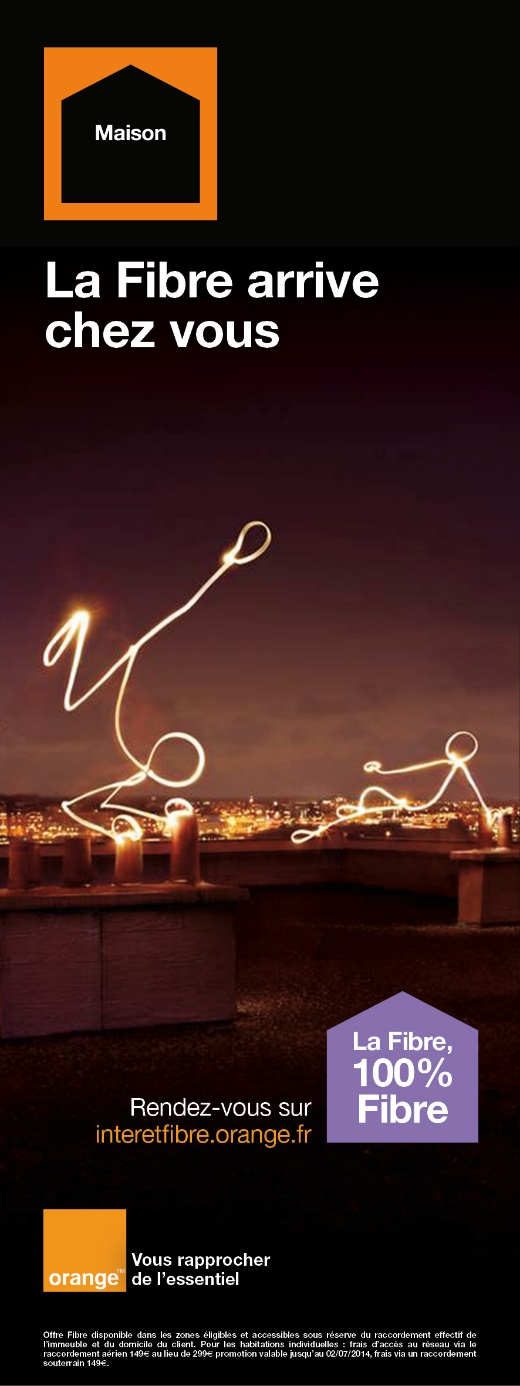 Maison
La Fibre arrive
chez vous
La Fibre,
100%
Fibre
Rendez-vous sur
interetfibre.orange.fr
orange™
Vous rapprocher
de l'essentiel
Offre Fibre disponible dans les zones éligibles et accessibles sous réserve du raccordement effectif de
l'immeuble et du domicile du client. Pour les habitations individuelles : frais d'accès au réseau via le
raccordement aérien 149€ au lieu de 299€ promotion valable jusqu'au 02/07/2014, frais via un raccordement
souterrain 149€.